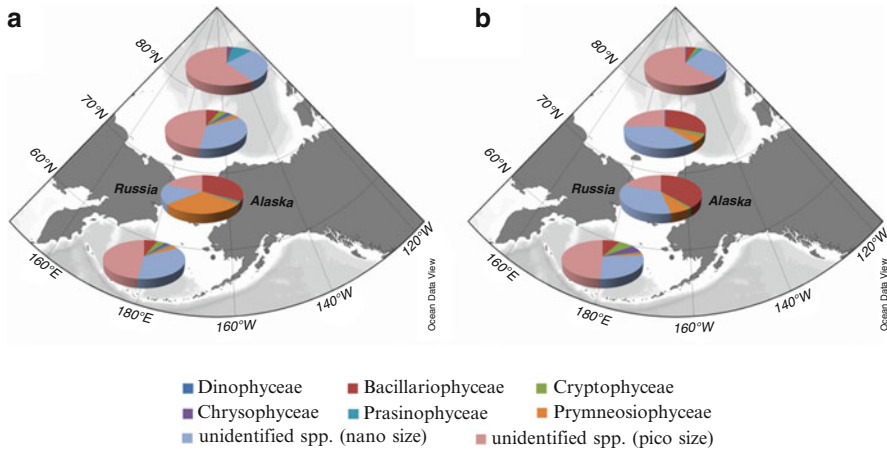 a
b
80°N
80°N
70°N
70°N
60°N
60°N
Russia
Alaska
Russia
Alaska
160°E
180°E
160°W
140°W
120°W
160°E
180°E
160°W
140°W
120°W
Ocean Data View
Ocean Data View
Dinophyceae Bacillariophyceae Cryptophyceae
Chrysophyceae Prasinophyceae Prymneosiophyceae
unidentified spp. (nano size) unidentified spp. (pico size)